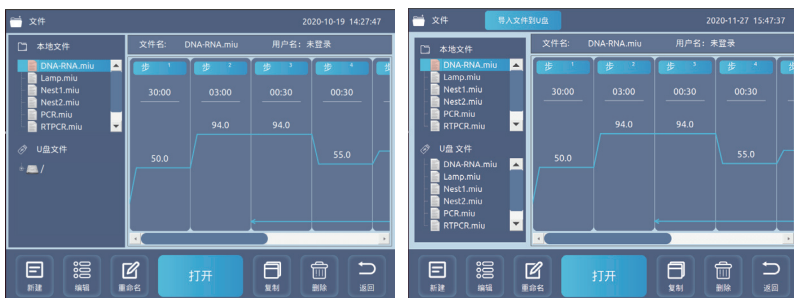 文件
2020-10-19 14:27:47
本地文件
DNA-RNA.miu
Lamp.miu
Nest1.miu
Nest2.miu
PCR.miu
RTPCR.miu
U盘文件
/
文件名: DNA-RNA.miu 用户名: 未登录
步 1 步 2 步 3 步 4
30:00 03:00 00:30 00:30
94.0 94.0
50.0 55.0
新建 编辑 重命名 打开 复制 删除 返回
文件 导入文件到U盘
2020-11-27 15:47:37
本地文件
DNA-RNA.miu
Lamp.miu
Nest1.miu
Nest2.miu
PCR.miu
RTPCR.miu
U盘 文件
DNA-RNA.miu
Lamp.miu
Nest1.miu
Nest2.miu
PCR.miu
RTPCR.miu
文件名: DNA-RNA.miu 用户名: 未登录
步 1 步 2 步 3 步 4
30:00 03:00 00:30 00:30
94.0 94.0
50.0 55.0
新建 编辑 重命名 打开 复制 删除 返回